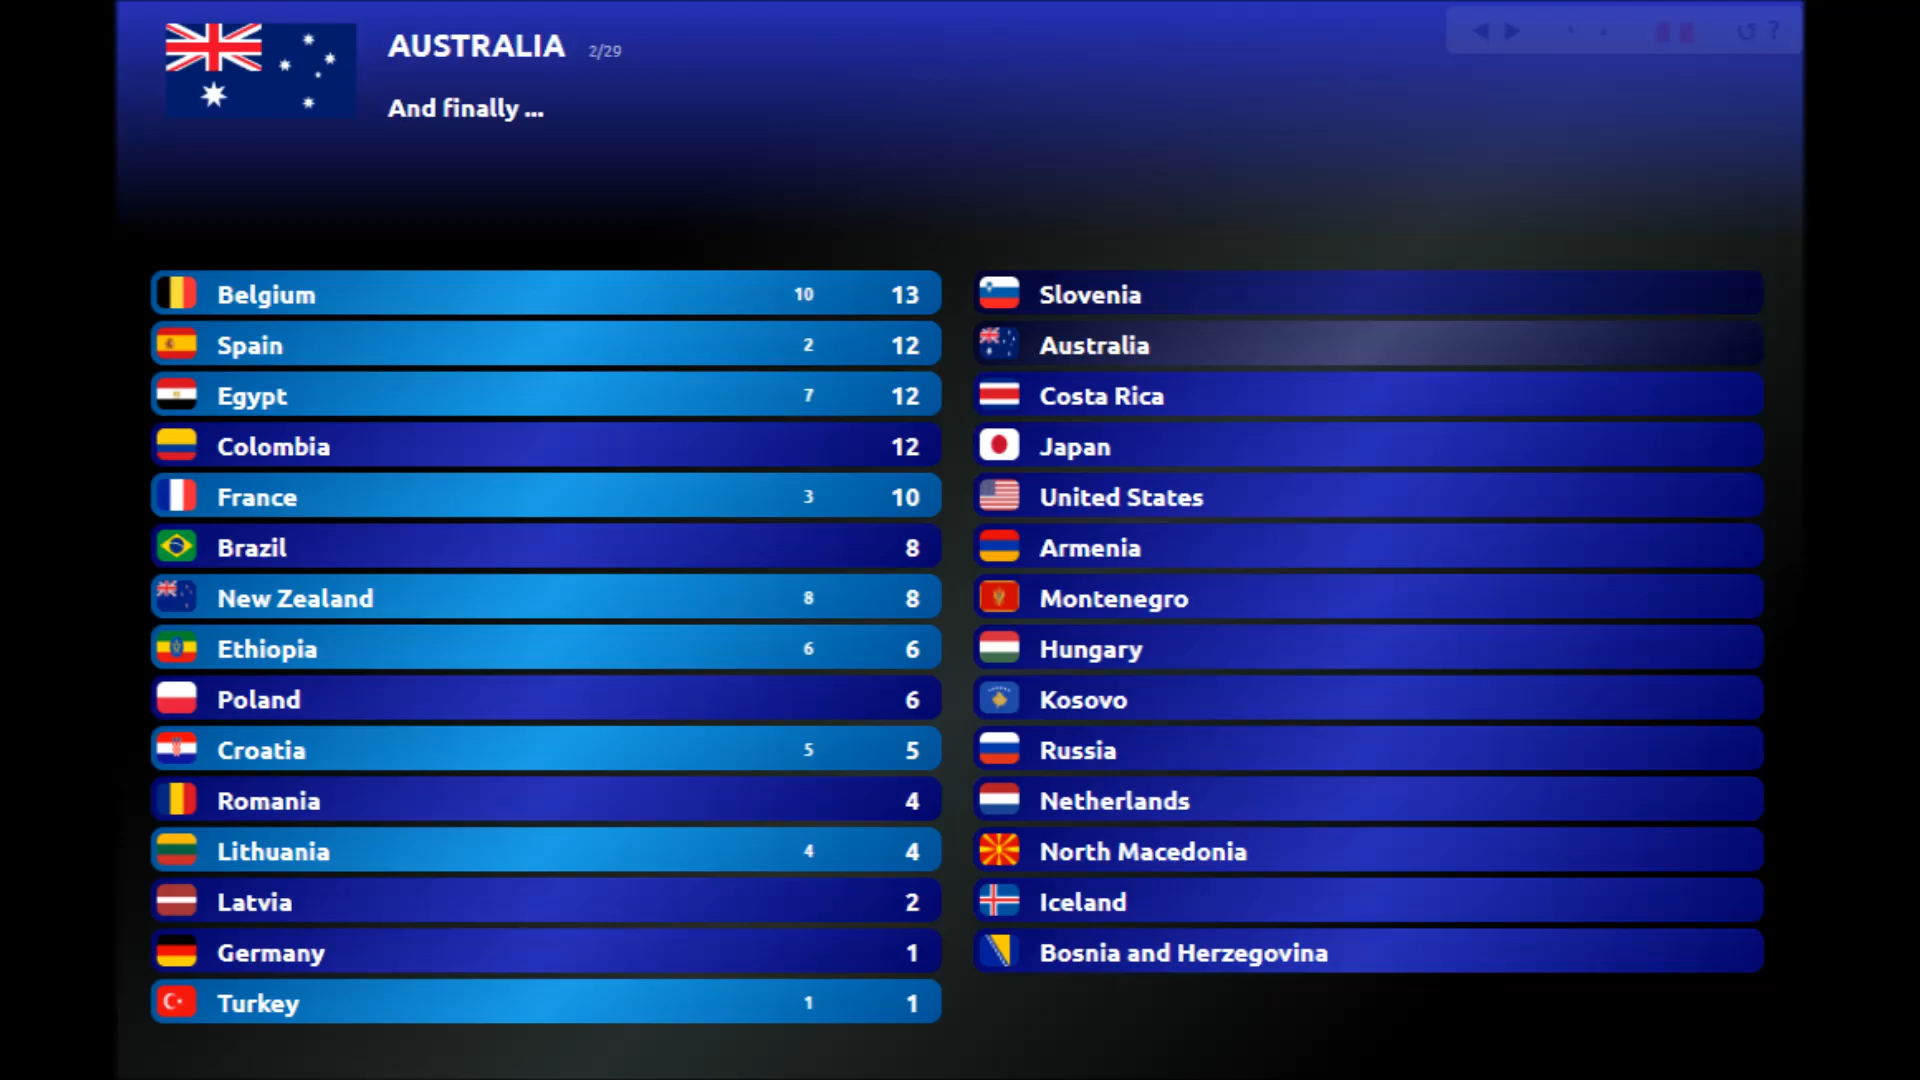 AUSTRALIA 2/29
And finally ...
Belgium 10 13
Spain 2 12
Egypt 7 12
Colombia 12
France 3 10
Brazil 8
New Zealand 8 8
Ethiopia 6 6
Poland 6
Croatia 5 5
Romania 4
Lithuania 4 4
Latvia 2
Germany 1
Turkey 1 1
Slovenia
Australia
Costa Rica
Japan
United States
Armenia
Montenegro
Hungary
Kosovo
Russia
Netherlands
North Macedonia
Iceland
Bosnia and Herzegovina
?